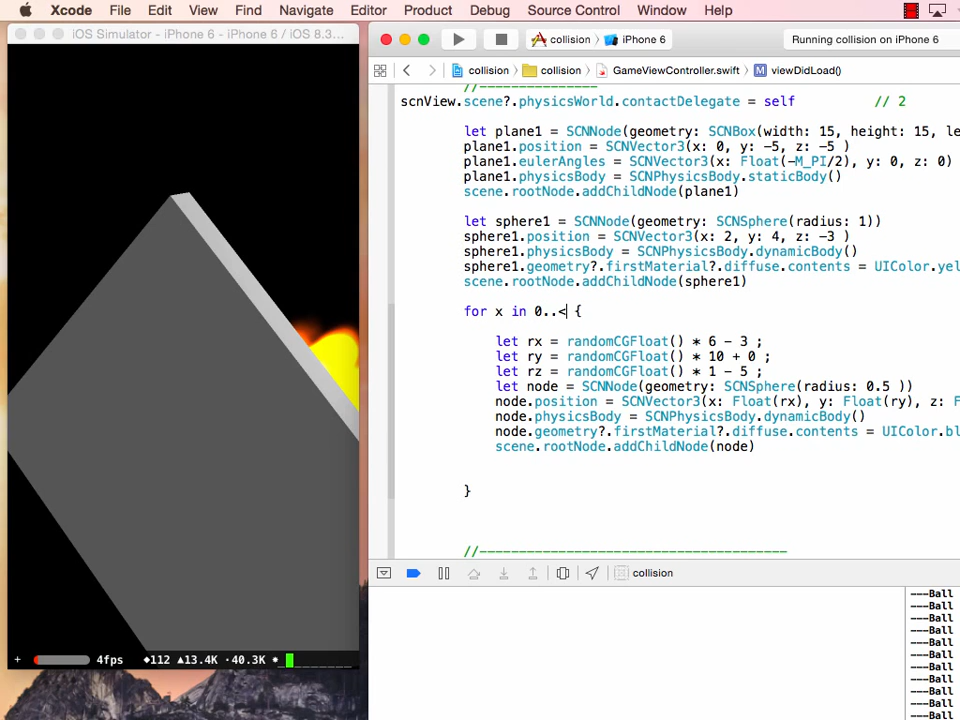 Xcode File Edit View Find Navigate Editor Product Debug Source Control Window Help
iOS Simulator - iPhone 6 - iPhone 6 / iOS 8.3...
collision iPhone 6 Running collision on iPhone 6
collision collision GameViewController.swift M viewDidLoad()
//---------------
scnView.scene?.physicsWorld.contactDelegate = self // 2
let plane1 = SCNNode(geometry: SCNBox(width: 15, height: 15, le
plane1.position = SCNVector3(x: 0, y: -5, z: -5 )
plane1.eulerAngles = SCNVector3(x: Float(-M_PI/2), y: 0, z: 0)
plane1.physicsBody = SCNPhysicsBody.staticBody()
scene.rootNode.addChildNode(plane1)
let sphere1 = SCNNode(geometry: SCNSphere(radius: 1))
sphere1.position = SCNVector3(x: 2, y: 4, z: -3 )
sphere1.physicsBody = SCNPhysicsBody.dynamicBody()
sphere1.geometry?.firstMaterial?.diffuse.contents = UIColor.yel
scene.rootNode.addChildNode(sphere1)
for x in 0..< {
let rx = randomCGFloat() * 6 - 3 ;
let ry = randomCGFloat() * 10 + 0 ;
let rz = randomCGFloat() * 1 - 5 ;
let node = SCNNode(geometry: SCNSphere(radius: 0.5 ))
node.position = SCNVector3(x: Float(rx), y: Float(ry), z: F
node.physicsBody = SCNPhysicsBody.dynamicBody()
node.geometry?.firstMaterial?.diffuse.contents = UIColor.bl
scene.rootNode.addChildNode(node)
}
//---------------------------------------
collision
---Ball
---Ball
---Ball
---Ball
---Ball
---Ball
---Ball
---Ball
---Ball
---Ball
---Ball
+ 4fps ◆112 ▲13.4K ·40.3K